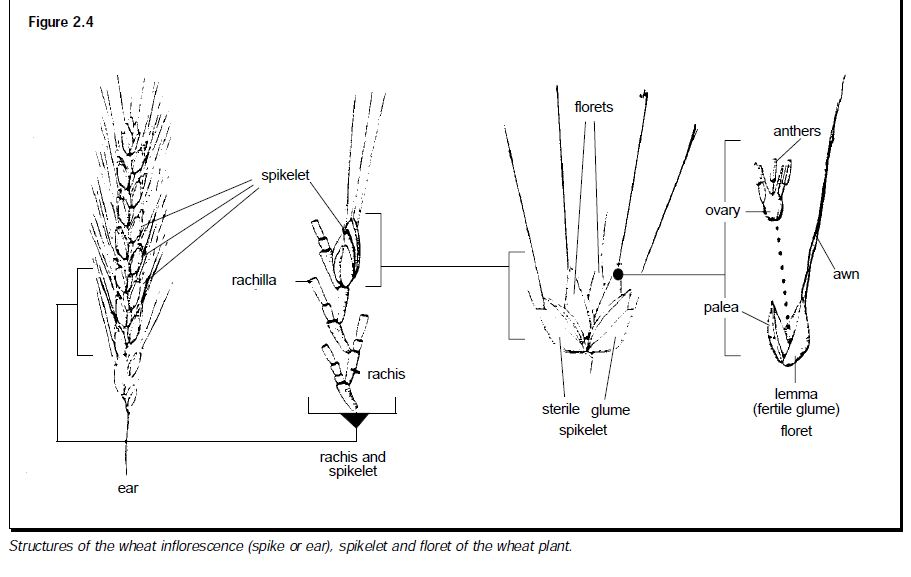 Figure 2.4
spikelet
rachilla
rachis
rachis and
spikelet
ear
florets
sterile glume
spikelet
anthers
ovary
awn
palea
lemma
(fertile glume)
floret
Structures of the wheat inflorescence (spike or ear), spikelet and floret of the wheat plant.